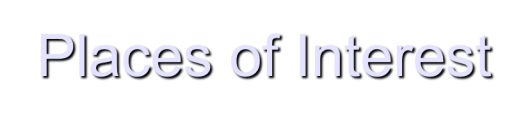 Places of Interest